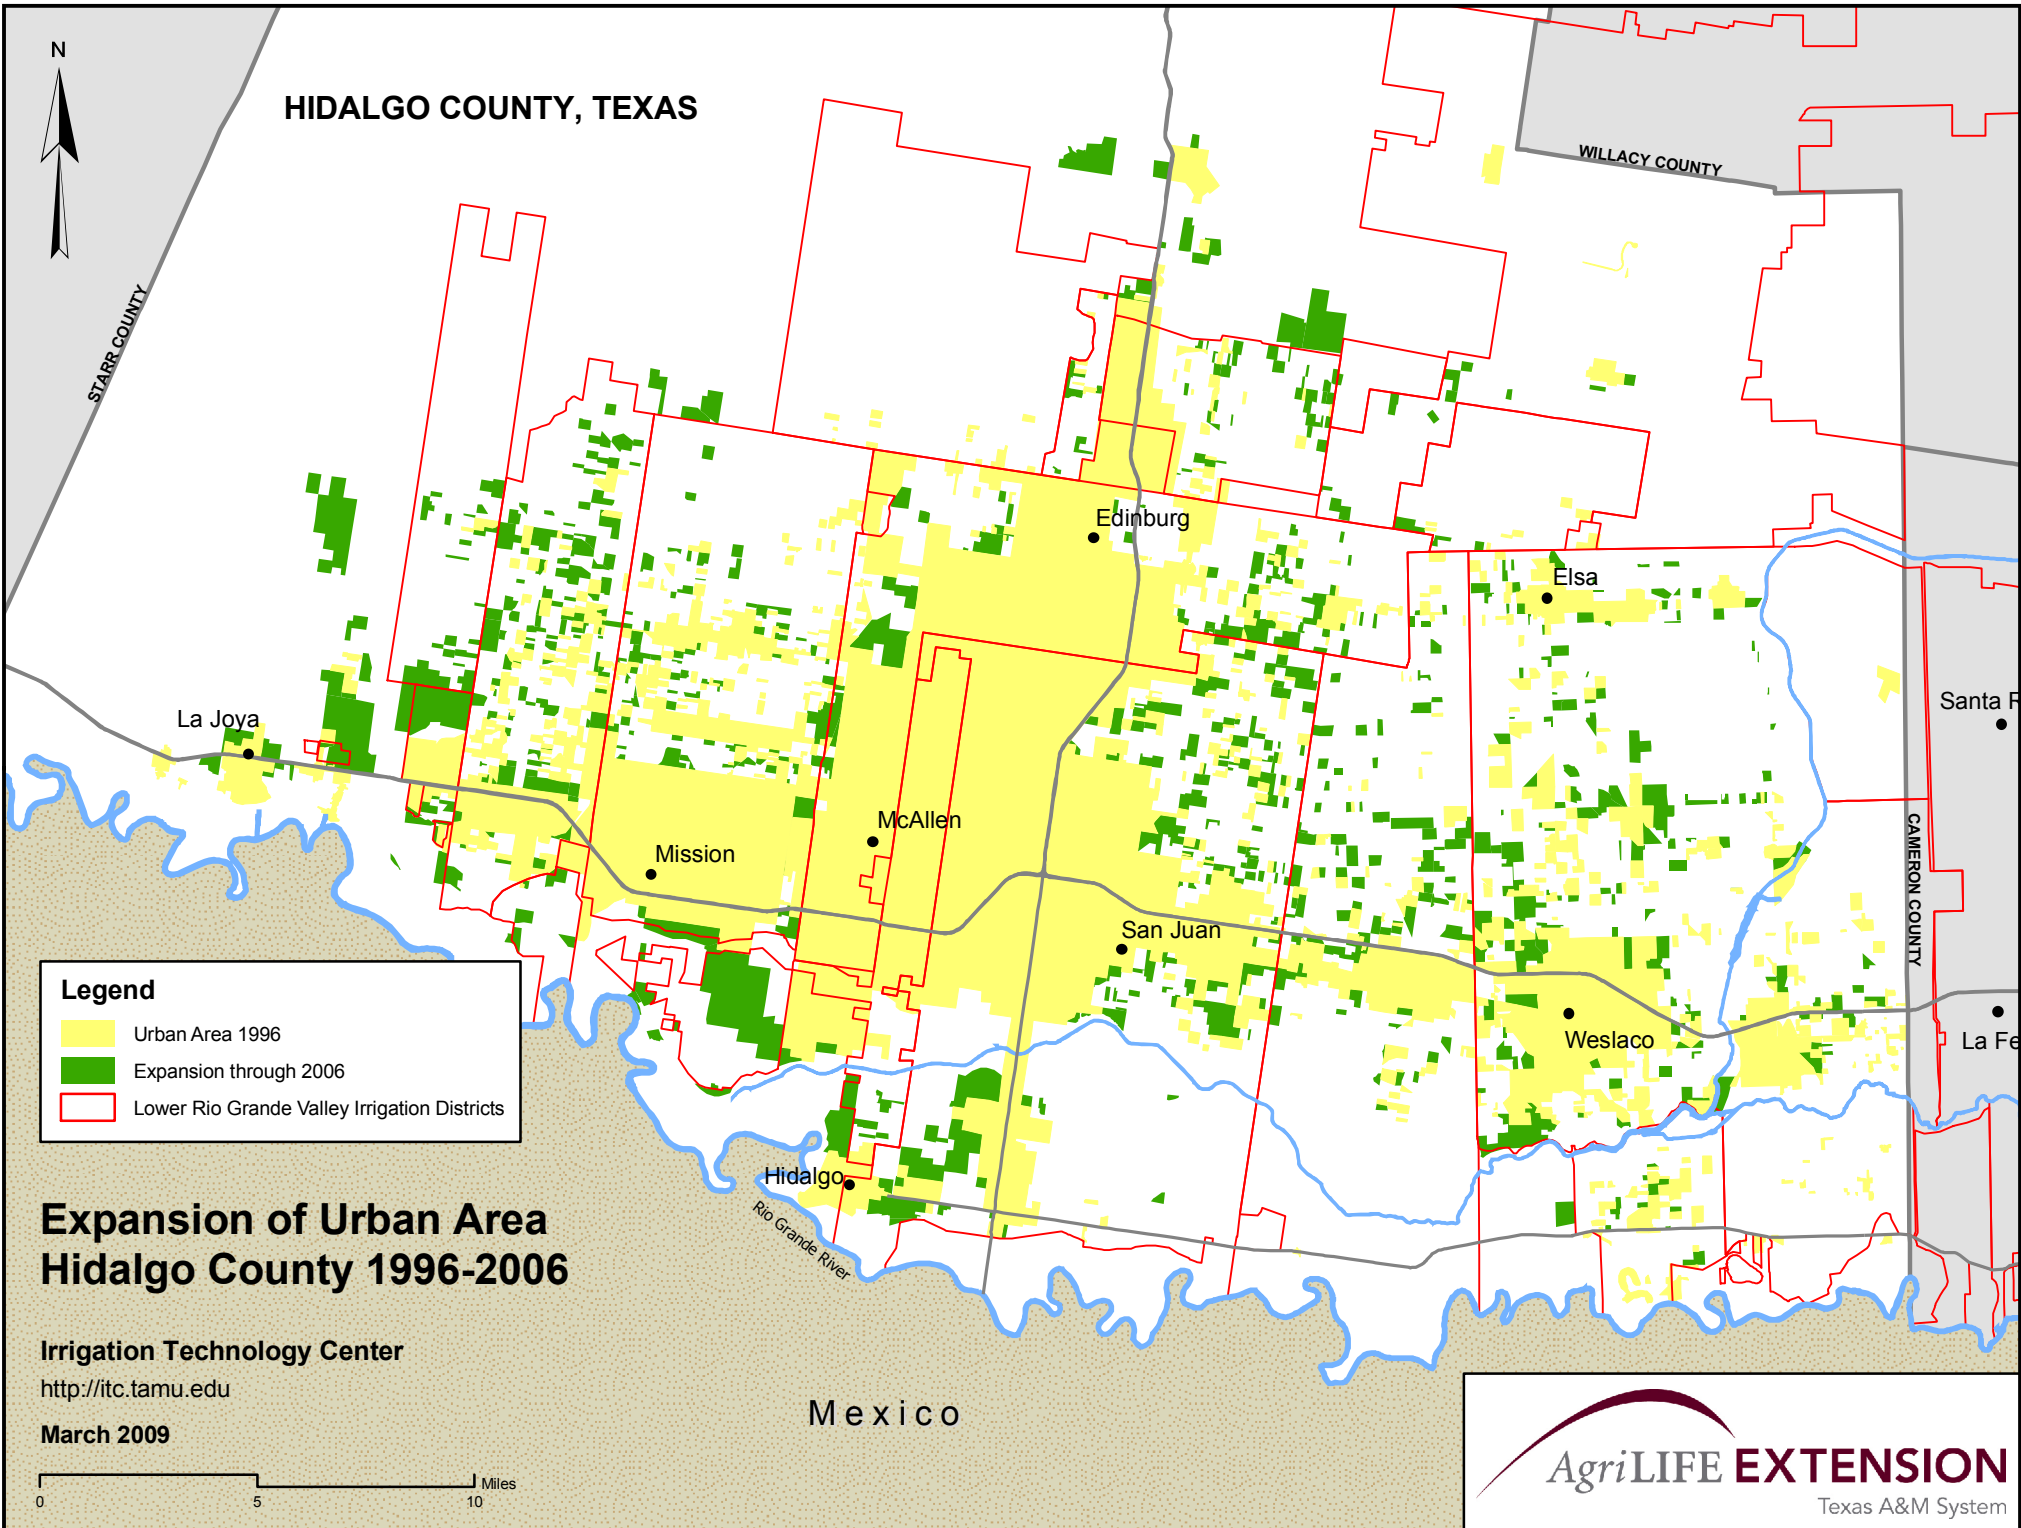 N
HIDALGO COUNTY, TEXAS
WILLACY COUNTY
STARR COUNTY
Edinburg
Elsa
La Joya
Santa R
McAllen
CAMERON COUNTY
Mission
San Juan
Legend
Urban Area 1996
Expansion through 2006
Lower Rio Grande Valley Irrigation Districts
Weslaco
La Fe
Hidalgo
Rio Grande River
Expansion of Urban Area
Hidalgo County 1996-2006
Irrigation Technology Center
http://itc.tamu.edu
March 2009
Mexico
Miles
0 5 10
AgriLIFE EXTENSION
Texas A&M System